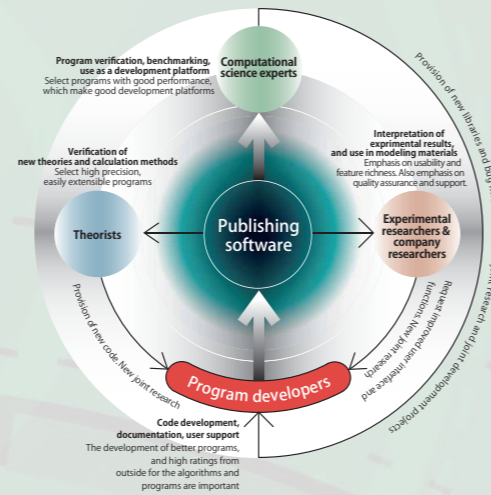 Program verification, benchmarking,
use as a development platform
Select programs with good performance,
which make good development platforms
Computational
science experts
Verification of
new theories and calculation methods
Select high precision,
easily extensible programs
Interpretation of
exprimental results,
and use in modeling materials
Emphasis on usability and
feature richness. Also emphasis on
quality assurance and support.
Theorists
Publishing
software
Experimental
researchers &
company
researchers
Provision of new libraries and bug
joint research and joint development projects
Provision of new code. New joint research
Request improved user interface and
functions. New joint research
Program developers
Code development,
documentation, user support
The development of better programs,
and high ratings from
outside for the algorithms and
programs are important